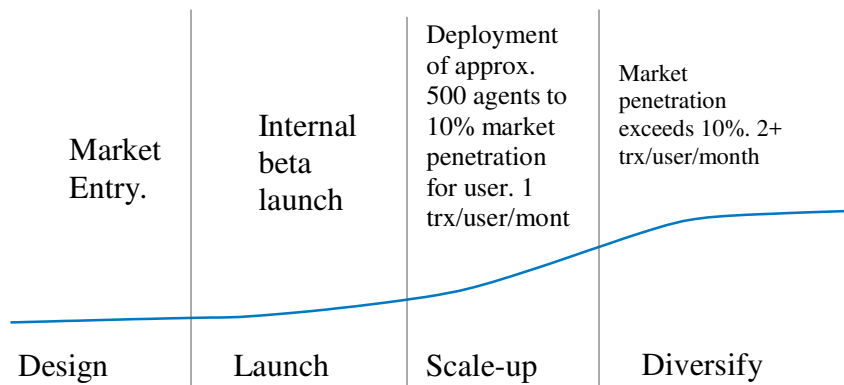 Market
Entry.
Internal
beta
launch
Deployment
of approx.
500 agents to
10% market
penetration
for user. 1
trx/user/mont
Market
penetration
exceeds 10%. 2+
trx/user/month
Design
Launch
Scale-up
Diversify